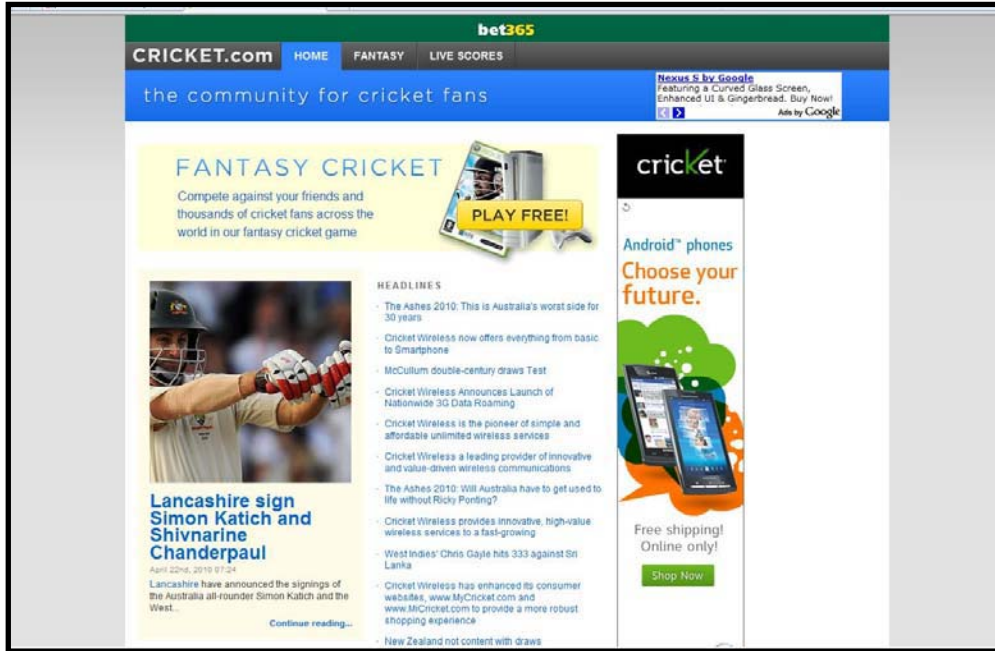 bet365
CRICKET.com HOME FANTASY LIVE SCORES
the community for cricket fans
Nexus S by Google
Featuring a Curved Glass Screen,
Enhanced UI & Gingerbread. Buy Now!
Ads by Google
FANTASY CRICKET
Compete against your friends and
thousands of cricket fans across the
world in our fantasy cricket game
PLAY FREE!
Lancashire sign
Simon Katich and
Shivnarine
Chanderpaul
April 22nd, 2010 07:24
Lancashire have announced the signings of
the Australia all-rounder Simon Katich and the
West...
Continue reading...
HEADLINES
· The Ashes 2010: This is Australia's worst side for
30 years
· Cricket Wireless now offers everything from basic
to Smartphone
· McCullum double-century draws Test
· Cricket Wireless Announces Launch of
Nationwide 3G Data Roaming
· Cricket Wireless is the pioneer of simple and
affordable unlimited wireless services
· Cricket Wireless a leading provider of innovative
and value-driven wireless communications
· The Ashes 2010: Will Australia have to get used to
life without Ricky Ponting?
· Cricket Wireless provides innovative, high-value
wireless services to a fast-growing
· West Indies' Chris Gayle hits 333 against Sri
Lanka
· Cricket Wireless has enhanced its consumer
websites, www.MyCricket.com and
www.MiCricket.com to provide a more robust
shopping experience
· New Zealand not content with draws
cricket
Android™ phones
Choose your
future.
Free shipping!
Online only!
Shop Now